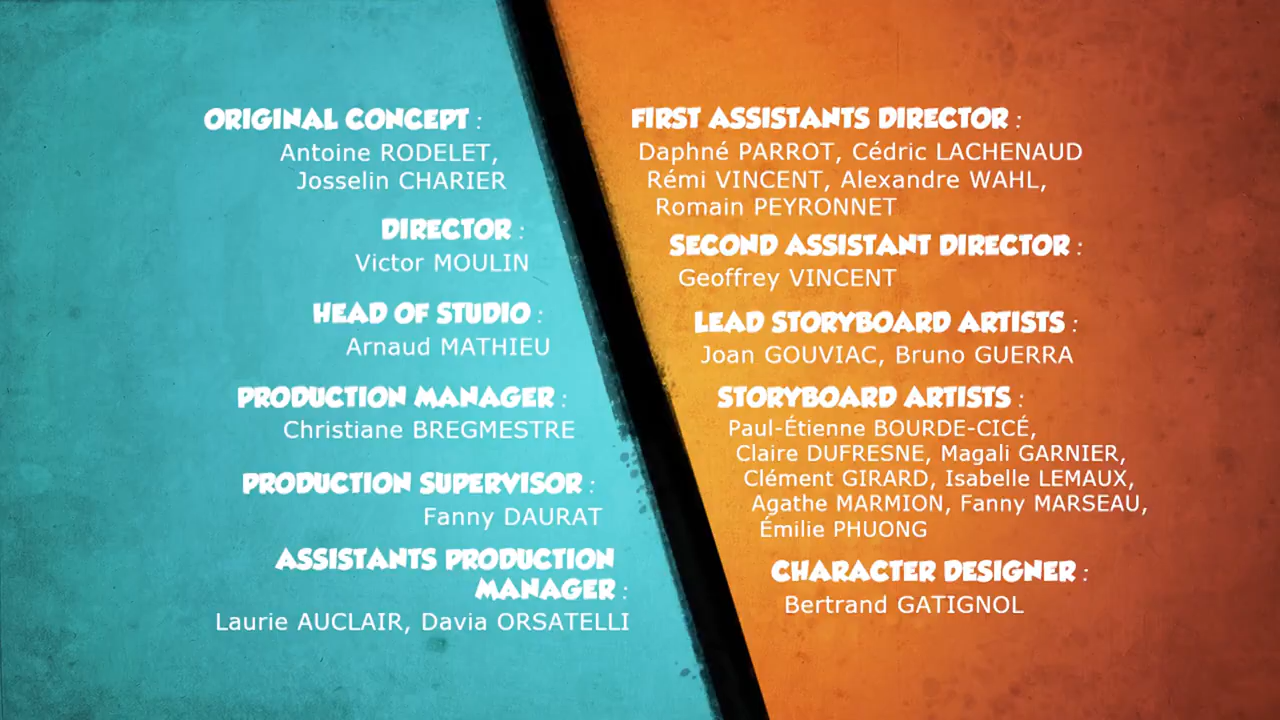 ORIGINAL CONCEPT :
Antoine RODELET,
Josselin CHARIER
DIRECTOR :
Victor MOULIN
HEAD OF STUDIO :
Arnaud MATHIEU
PRODUCTION MANAGER :
Christiane BREGMESTRE
PRODUCTION SUPERVISOR :
Fanny DAURAT
ASSISTANTS PRODUCTION
MANAGER :
Laurie AUCLAIR, Davia ORSATELLI
FIRST ASSISTANTS DIRECTOR :
Daphné PARROT, Cédric LACHENAUD
Rémi VINCENT, Alexandre WAHL,
Romain PEYRONNET
SECOND ASSISTANT DIRECTOR :
Geoffrey VINCENT
LEAD STORYBOARD ARTISTS :
Joan GOUVIAC, Bruno GUERRA
STORYBOARD ARTISTS :
Paul-Étienne BOURDE-CICÉ,
Claire DUFRESNE, Magali GARNIER,
Clément GIRARD, Isabelle LEMAUX,
Agathe MARMION, Fanny MARSEAU,
Émilie PHUONG
CHARACTER DESIGNER :
Bertrand GATIGNOL